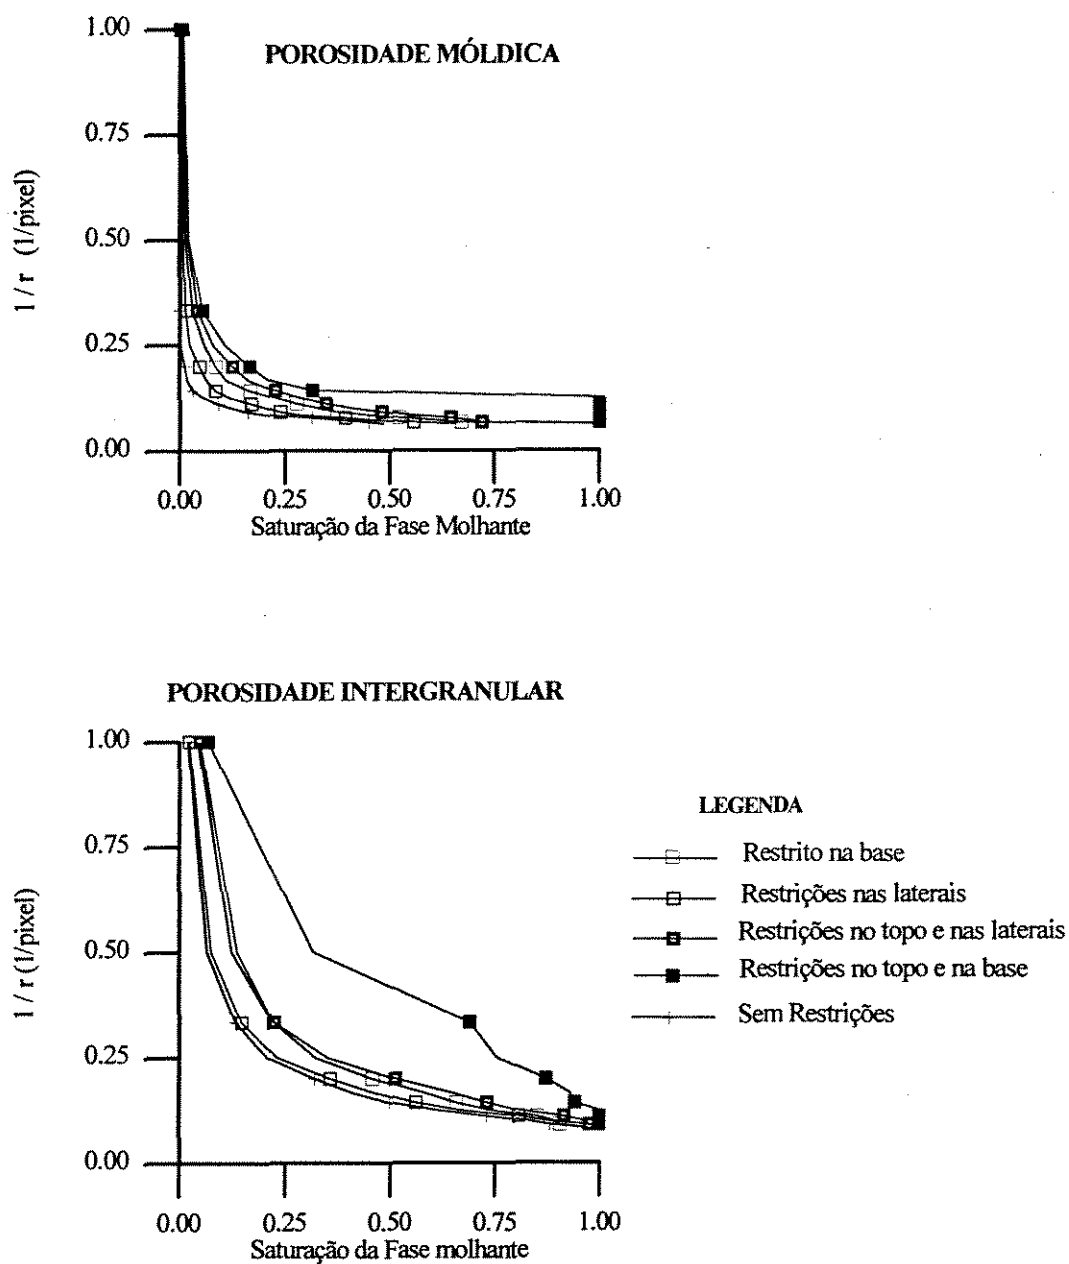 POROSIDADE MÓLDICA
1.00
0.75
0.50
0.25
0.00
1 / r (1/pixel)
0.00 0.25 0.50 0.75 1.00
Saturação da Fase Molhante
POROSIDADE INTERGRANULAR
1.00
0.75
0.50
0.25
0.00
1 / r (1/pixel)
0.00 0.25 0.50 0.75 1.00
Saturação da Fase molhante
LEGENDA
Restrito na base
Restrições nas laterais
Restrições no topo e nas laterais
Restrições no topo e na base
Sem Restrições